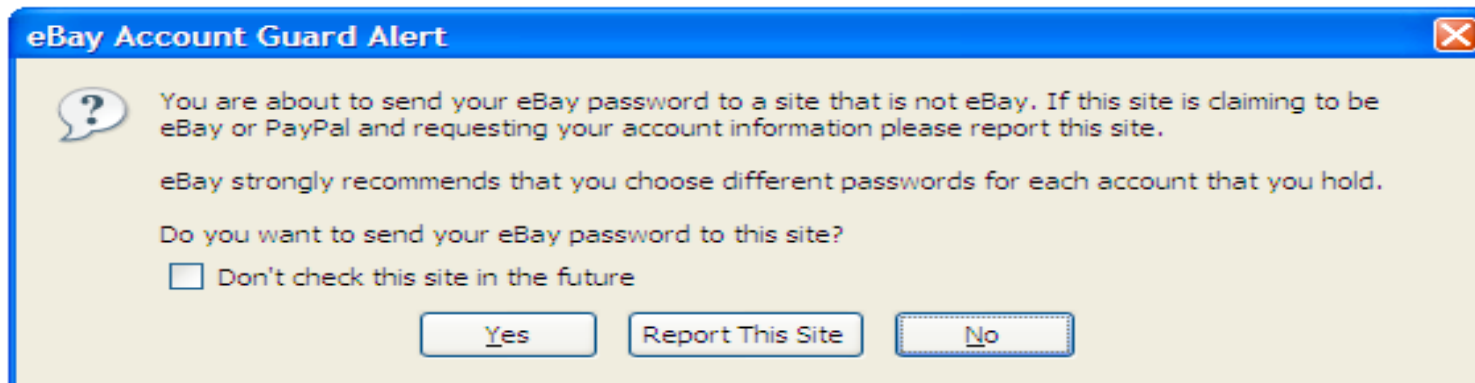 eBay Account Guard Alert
You are about to send your eBay password to a site that is not eBay. If this site is claiming to be
eBay or PayPal and requesting your account information please report this site.
eBay strongly recommends that you choose different passwords for each account that you hold.
Do you want to send your eBay password to this site?
Don't check this site in the future
Yes Report This Site No